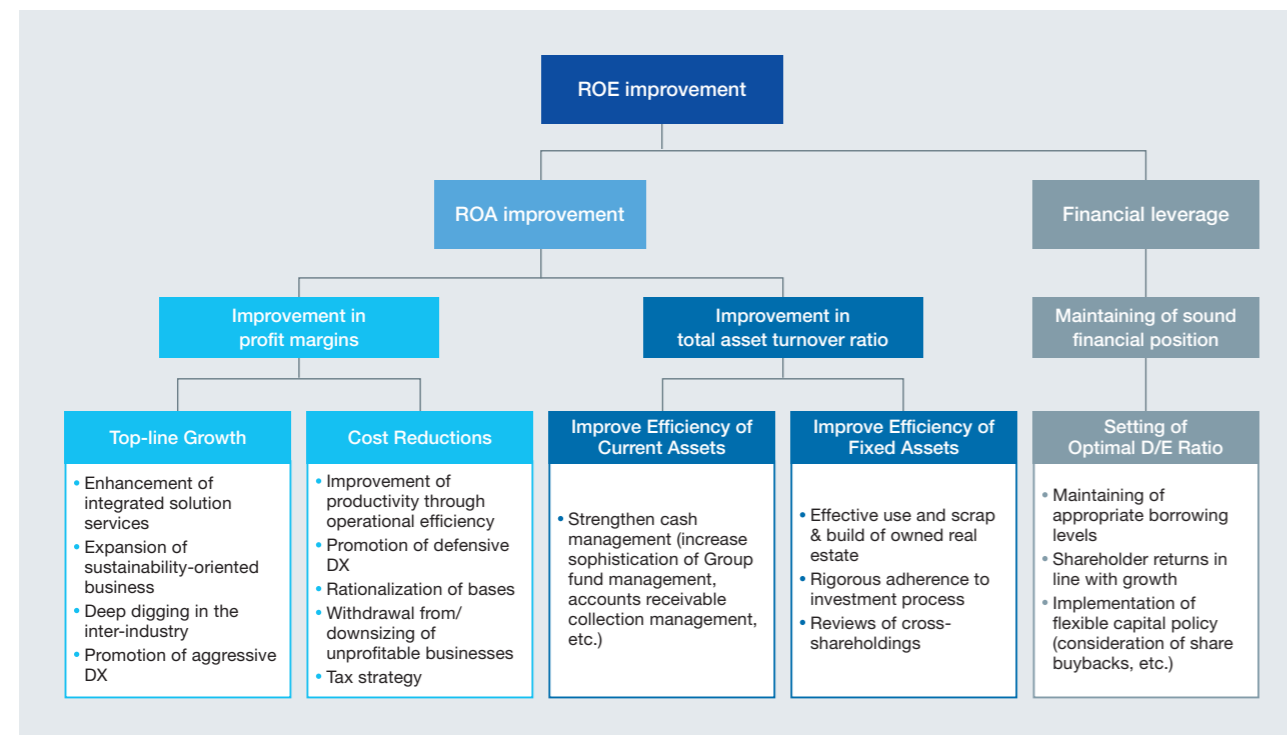 ROE improvement
ROA improvement
Financial leverage
Improvement in
profit margins
Improvement in
total asset turnover ratio
Maintaining of sound
financial position
Top-line Growth
• Enhancement of
integrated solution
services
• Expansion of
sustainability-oriented
business
• Deep digging in the
inter-industry
• Promotion of aggressive
DX
Cost Reductions
• Improvement of
productivity through
operational efficiency
• Promotion of defensive
DX
• Rationalization of bases
• Withdrawal from/
downsizing of
unprofitable businesses
• Tax strategy
Improve Efficiency of
Current Assets
• Strengthen cash
management (increase
sophistication of Group
fund management,
accounts receivable
collection management,
etc.)
Improve Efficiency of
Fixed Assets
• Effective use and scrap
& build of owned real
estate
• Rigorous adherence to
investment process
• Reviews of cross-
shareholdings
Setting of
Optimal D/E Ratio
• Maintaining of
appropriate borrowing
levels
• Shareholder returns in
line with growth
• Implementation of
flexible capital policy
(consideration of share
buybacks, etc.)